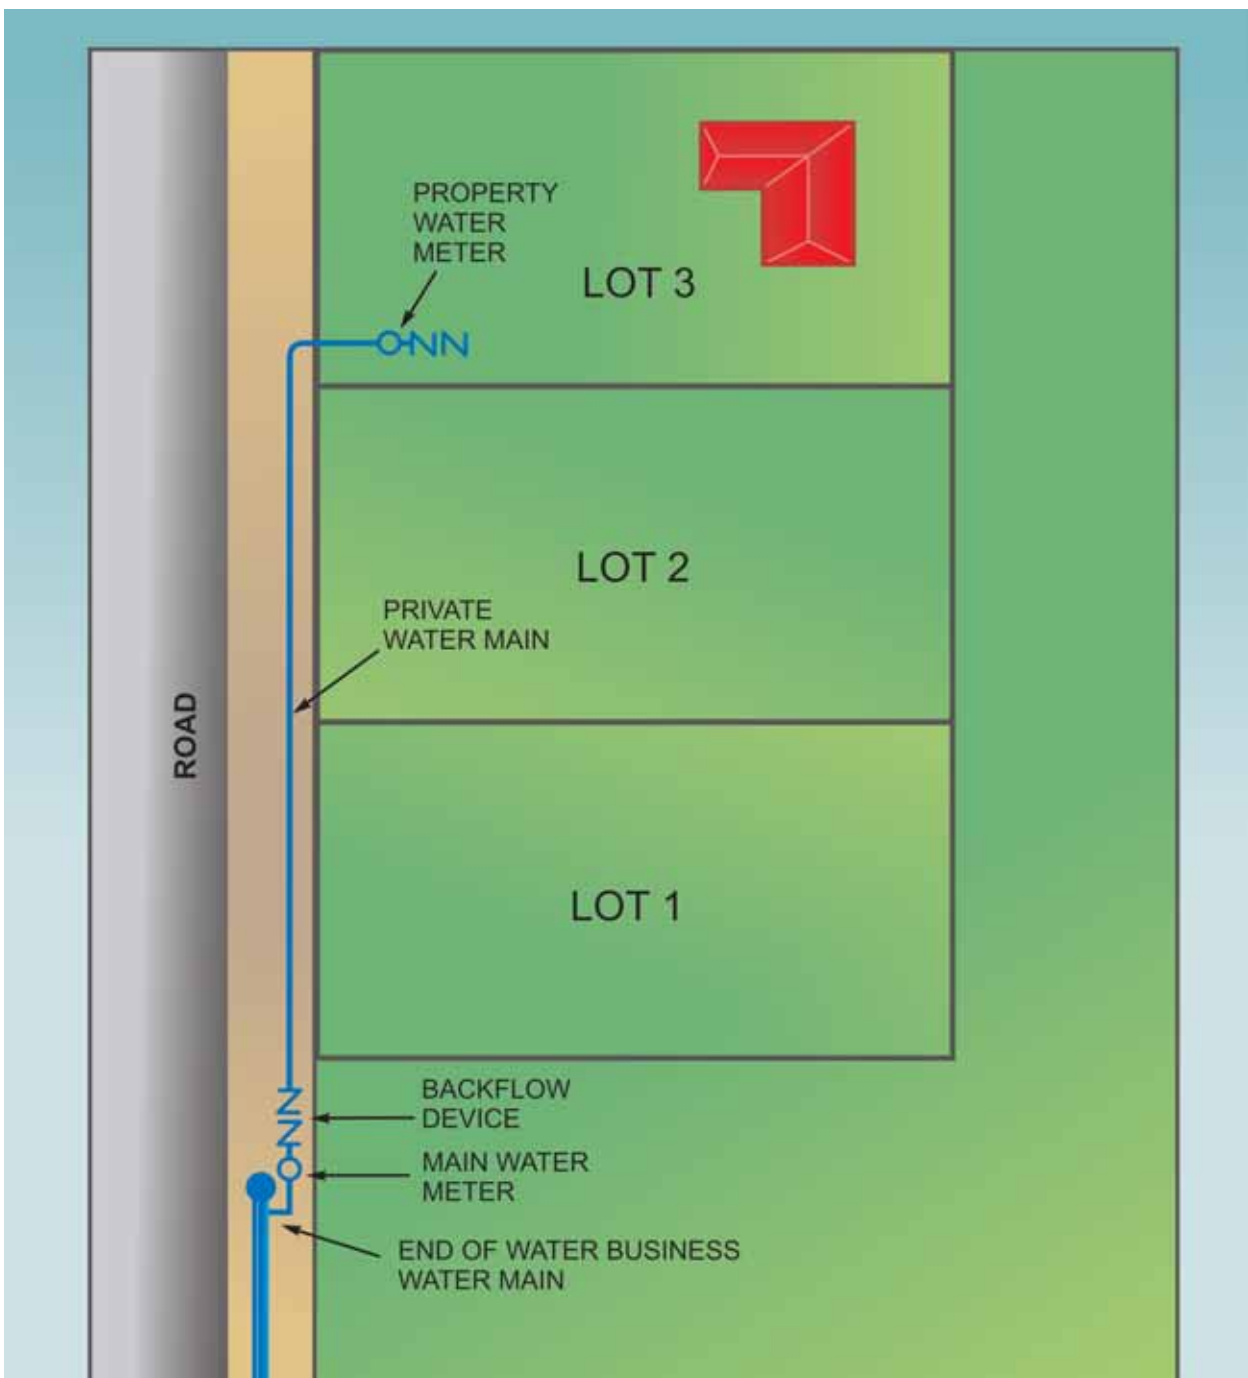 PROPERTY
WATER
METER
LOT 3
LOT 2
PRIVATE
WATER MAIN
ROAD
LOT 1
BACKFLOW
DEVICE
MAIN WATER
METER
END OF WATER BUSINESS
WATER MAIN